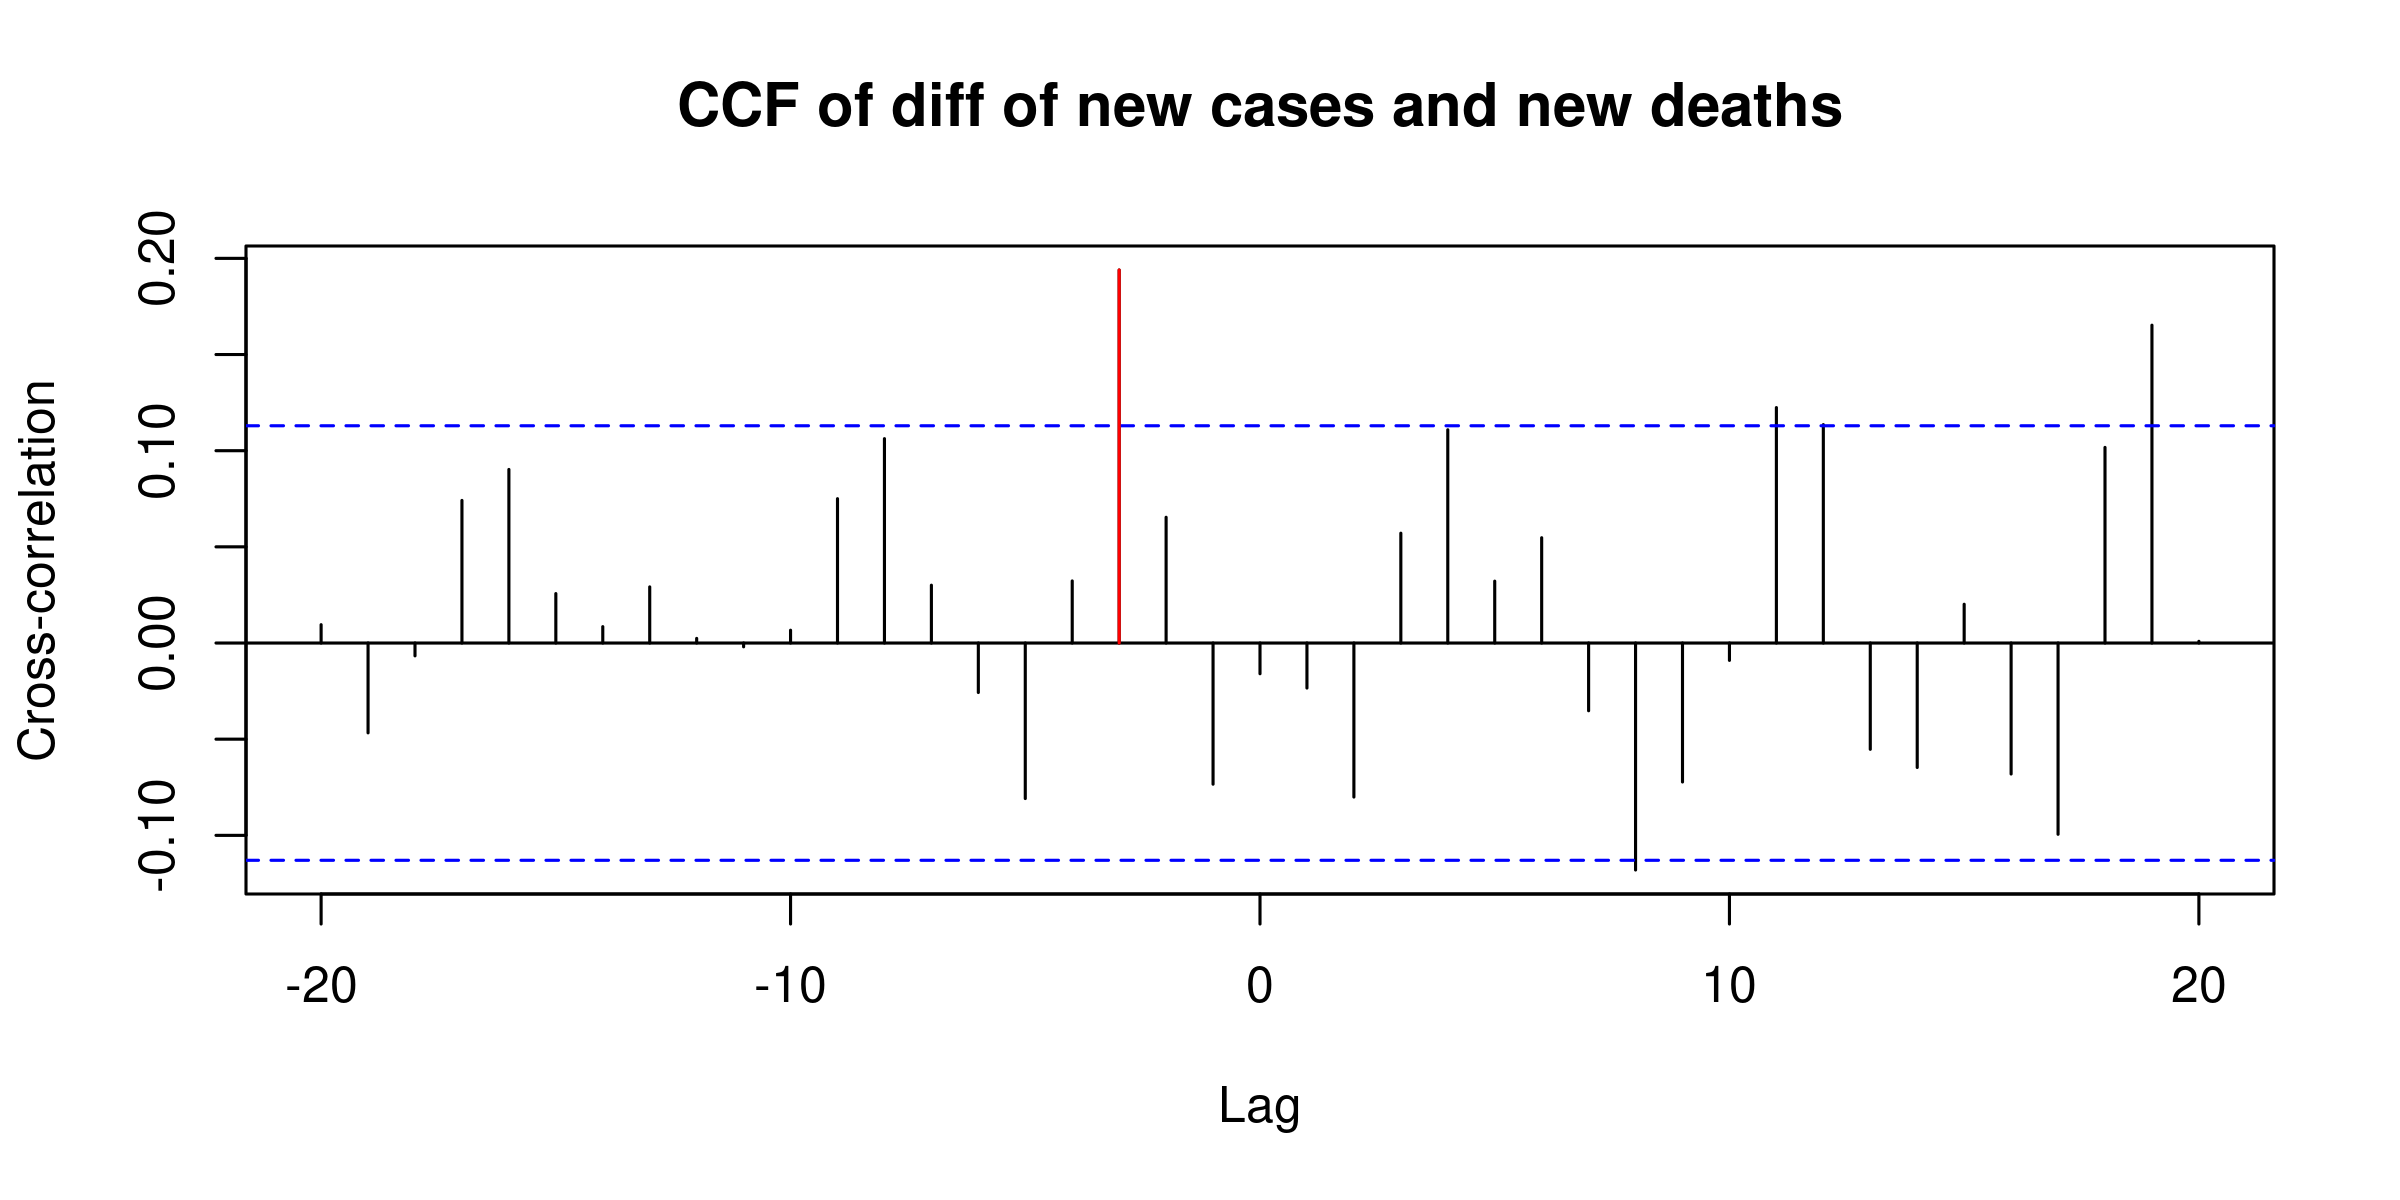 CCF of diff of new cases and new deaths
Cross-correlation
0.20
0.10
0.00
-0.10
-20 -10 0 10 20
Lag